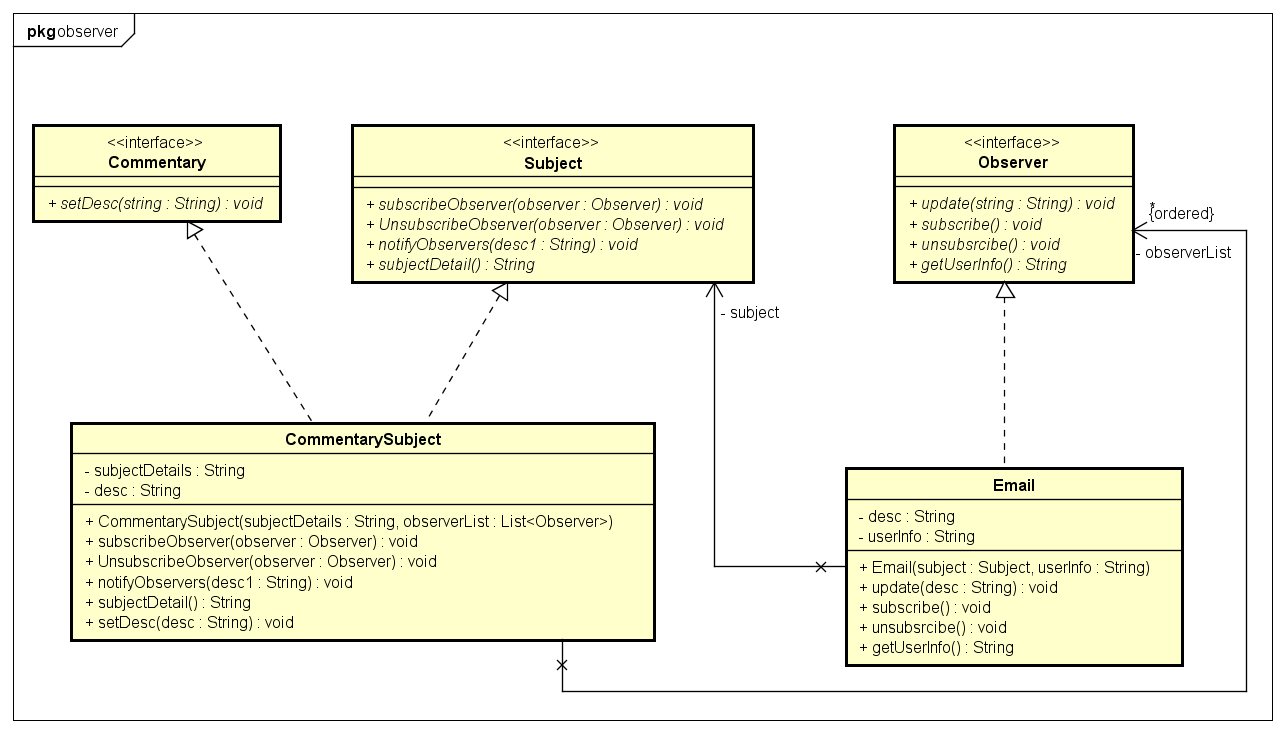 pkg observer
<<interface>>
Commentary
+ setDesc(string : String) : void
<<interface>>
Subject
+ subscribeObserver(observer : Observer) : void
+ UnsubscribeObserver(observer : Observer) : void
+ notifyObservers(desc1 : String) : void
+ subjectDetail() : String
<<interface>>
Observer
+ update(string : String) : void
+ subscribe() : void
+ unsubsrcibe() : void
+ getUserInfo() : String
*
{ordered}
- observerList
- subject
CommentarySubject
- subjectDetails : String
- desc : String
+ CommentarySubject(subjectDetails : String, observerList : List<Observer>)
+ subscribeObserver(observer : Observer) : void
+ UnsubscribeObserver(observer : Observer) : void
+ notifyObservers(desc1 : String) : void
+ subjectDetail() : String
+ setDesc(desc : String) : void
Email
- desc : String
- userInfo : String
+ Email(subject : Subject, userInfo : String)
+ update(desc : String) : void
+ subscribe() : void
+ unsubsrcibe() : void
+ getUserInfo() : String